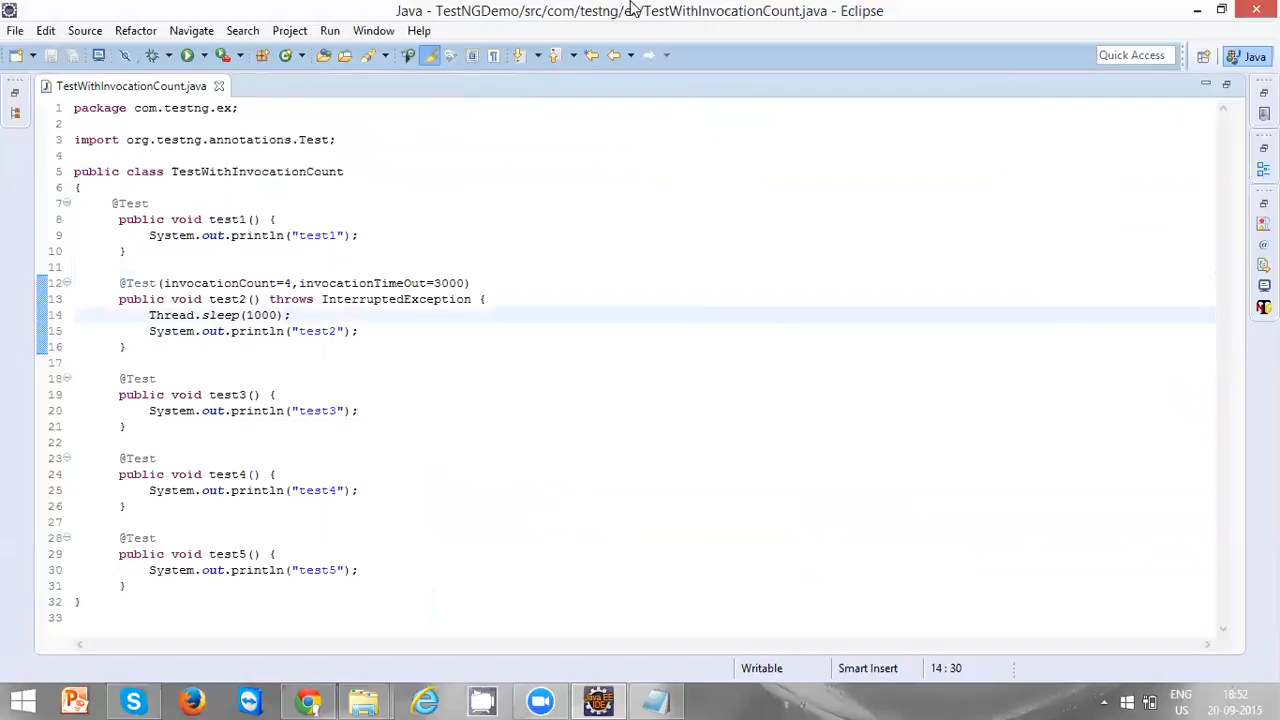 Java - TestNGDemo/src/com/testng/ex/TestWithInvocationCount.java - Eclipse
File Edit Source Refactor Navigate Search Project Run Window Help
Quick Access Java
TestWithInvocationCount.java
1 package com.testng.ex;
2
3 import org.testng.annotations.Test;
4
5 public class TestWithInvocationCount
6 {
7 @Test
8 public void test1() {
9 System.out.println("test1");
10 }
11
12 @Test(invocationCount=4,invocationTimeOut=3000)
13 public void test2() throws InterruptedException {
14 Thread.sleep(1000);
15 System.out.println("test2");
16 }
17
18 @Test
19 public void test3() {
20 System.out.println("test3");
21 }
22
23 @Test
24 public void test4() {
25 System.out.println("test4");
26 }
27
28 @Test
29 public void test5() {
30 System.out.println("test5");
31 }
32 }
33
Writable Smart Insert 14 : 30
ENG 18:52
US 20-09-2015